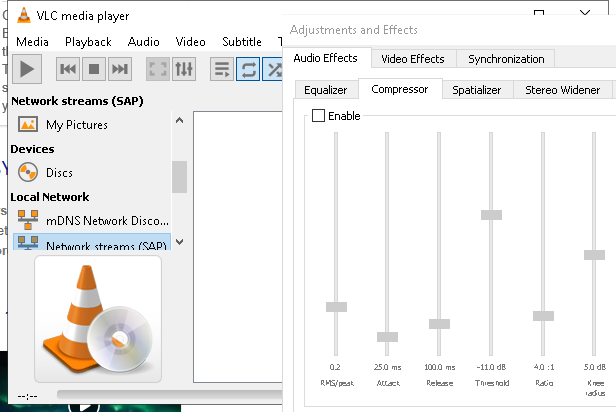 VLC media player
Media Playback Audio Video Subtitle
Network streams (SAP)
My Pictures
Devices
Discs
Local Network
mDNS Network Disco...
Network streams (SAP)
--:--
Adjustments and Effects
Audio Effects Video Effects Synchronization
Equalizer Compressor Spatializer Stereo Widener
Enable
0.2 25.0 ms 100.0 ms -11.0 dB 4.0 :1 5.0 dB
RMS/peak Attack Release Threshold Ratio Knee
radius